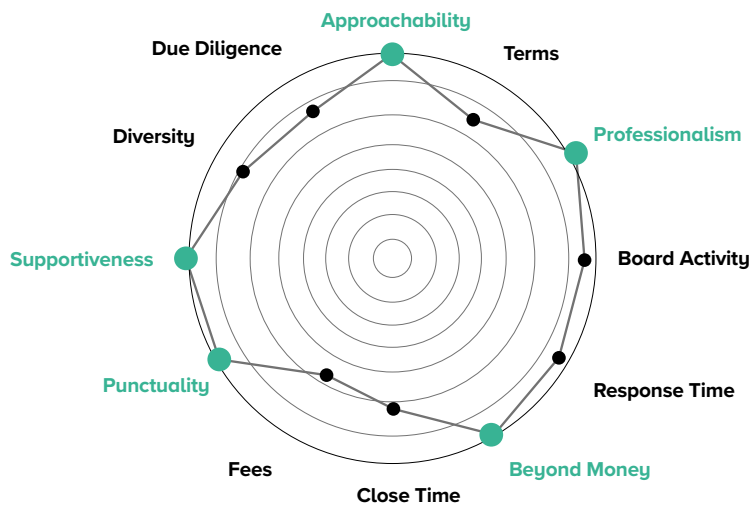 Approachability
Due Diligence
Terms
Diversity
Professionalism
Supportiveness
Board Activity
Punctuality
Response Time
Fees
Beyond Money
Close Time